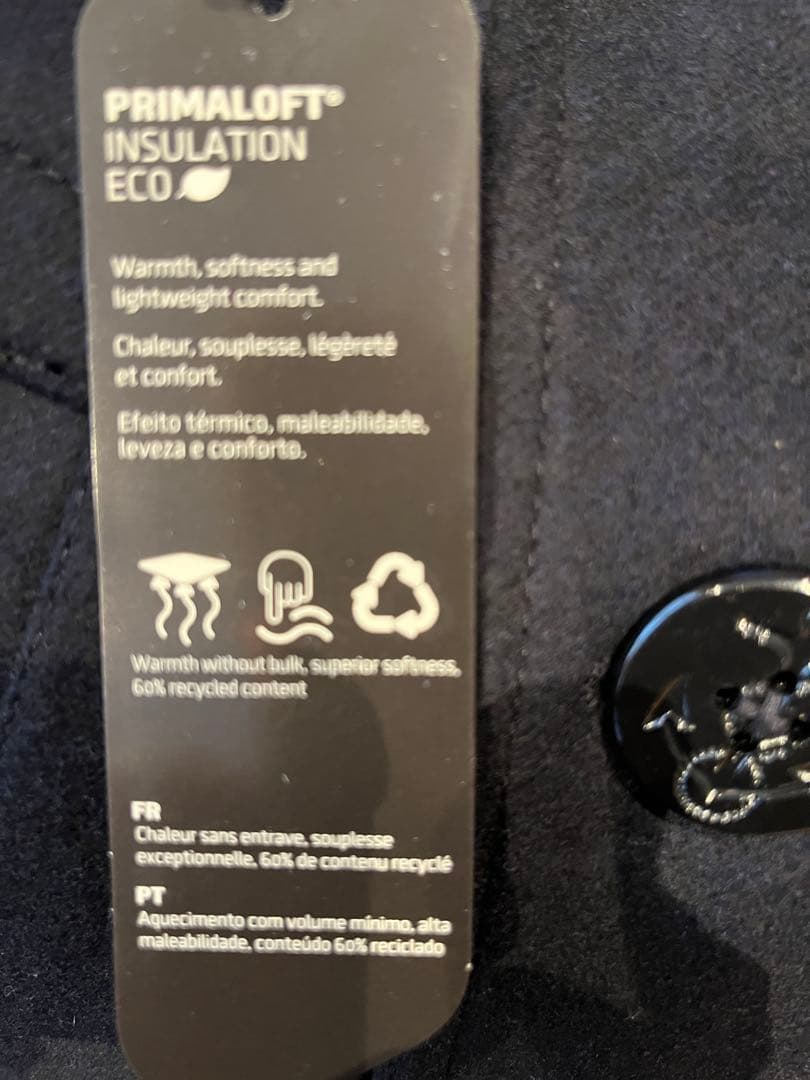 PRIMALOFT®
INSULATION
ECO
Warmth, softness and
lightweight comfort.
Chaleur, souplesse, légèreté
et confort.
Efeito térmico, maleabilidade,
leveza e conforto.
Warmth without bulk, superior softness,
60% recycled content
FR
Chaleur sans entrave, souplesse
exceptionnelle, 60% de contenu recyclé
PT
Aquecimento com volume mínimo, alta
maleabilidade, conteúdo 60% reciclado